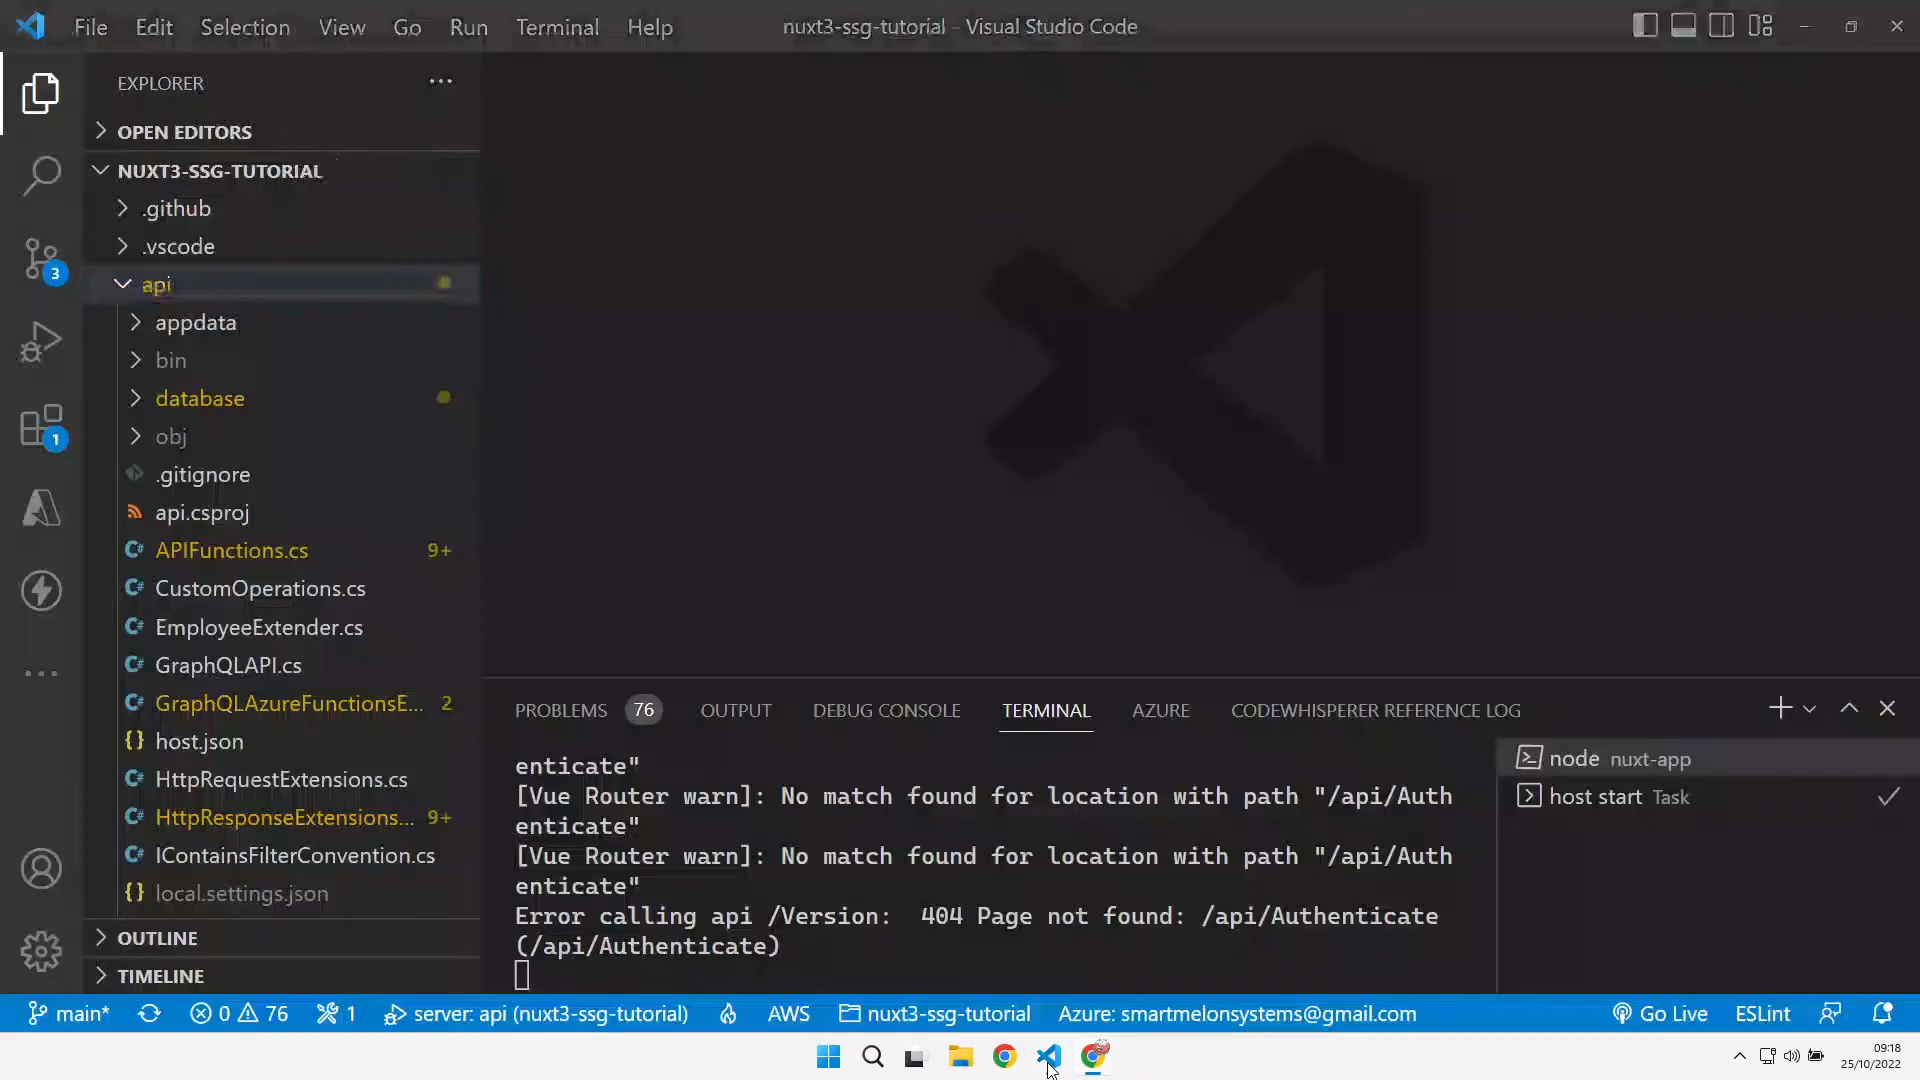 File Edit Selection View Go Run Terminal Help
nuxt3-ssg-tutorial - Visual Studio Code
EXPLORER
OPEN EDITORS
NUXT3-SSG-TUTORIAL
.github
.vscode
api
appdata
bin
database
obj
.gitignore
api.csproj
APIFunctions.cs 9+
CustomOperations.cs
EmployeeExtender.cs
GraphQLAPI.cs
GraphQLAzureFunctionsE... 2
host.json
HttpRequestExtensions.cs
HttpResponseExtensions... 9+
IContainsFilterConvention.cs
local.settings.json
OUTLINE
TIMELINE
3
1
PROBLEMS 76 OUTPUT DEBUG CONSOLE TERMINAL AZURE CODEWHISPERER REFERENCE LOG
enticate"
[Vue Router warn]: No match found for location with path "/api/Auth
enticate"
[Vue Router warn]: No match found for location with path "/api/Auth
enticate"
Error calling api /Version:  404 Page not found: /api/Authenticate
(/api/Authenticate)
node nuxt-app
host start Task
main* 0 76 1 server: api (nuxt3-ssg-tutorial) AWS nuxt3-ssg-tutorial Azure: smartmelonsystems@gmail.com Go Live ESLint
09:18
25/10/2022